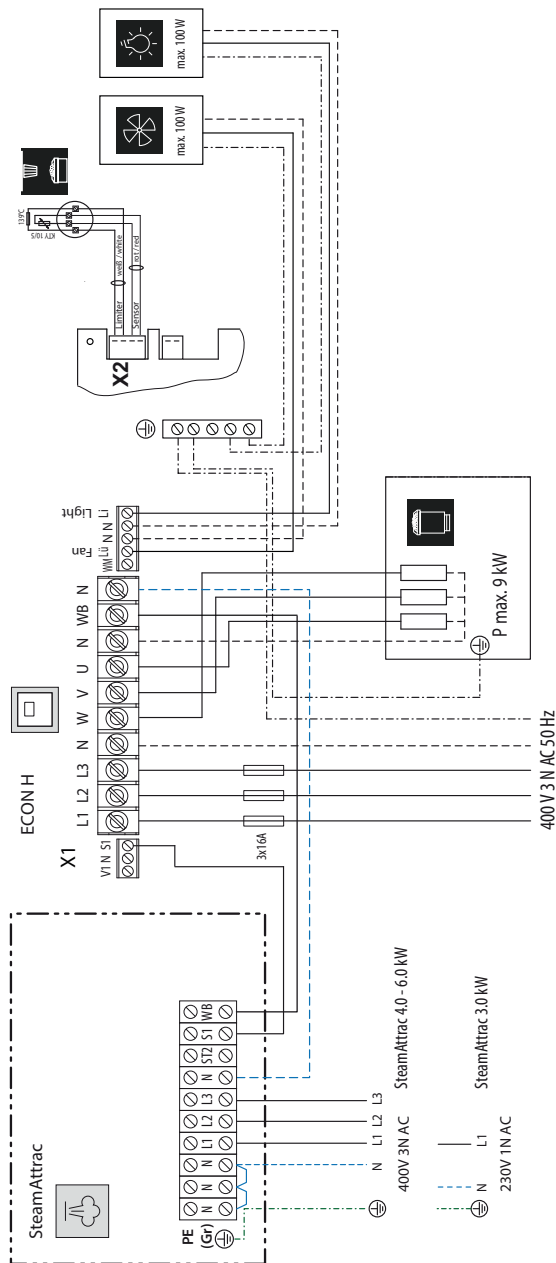 SteamAttrac
PE
(Gr)
N N N L1 L2 L3 N ST2 S1 WB
N L1 L2 L3
400V 3N AC
SteamAttrac 4.0 - 6.0 kW
N L1
230V 1N AC
SteamAttrac 3.0 kW
ECON H
X1
V1 N S1
L1 L2 L3 N W V U N WB N
WM Lü N N Li
Fan Light
3x16A
400 V 3 N AC 50 Hz
P max. 9 kW
X2
Limiter
weiß / white
Sensor
rot / red
139°C
KTY 10/5
max. 100 W
max. 100 W